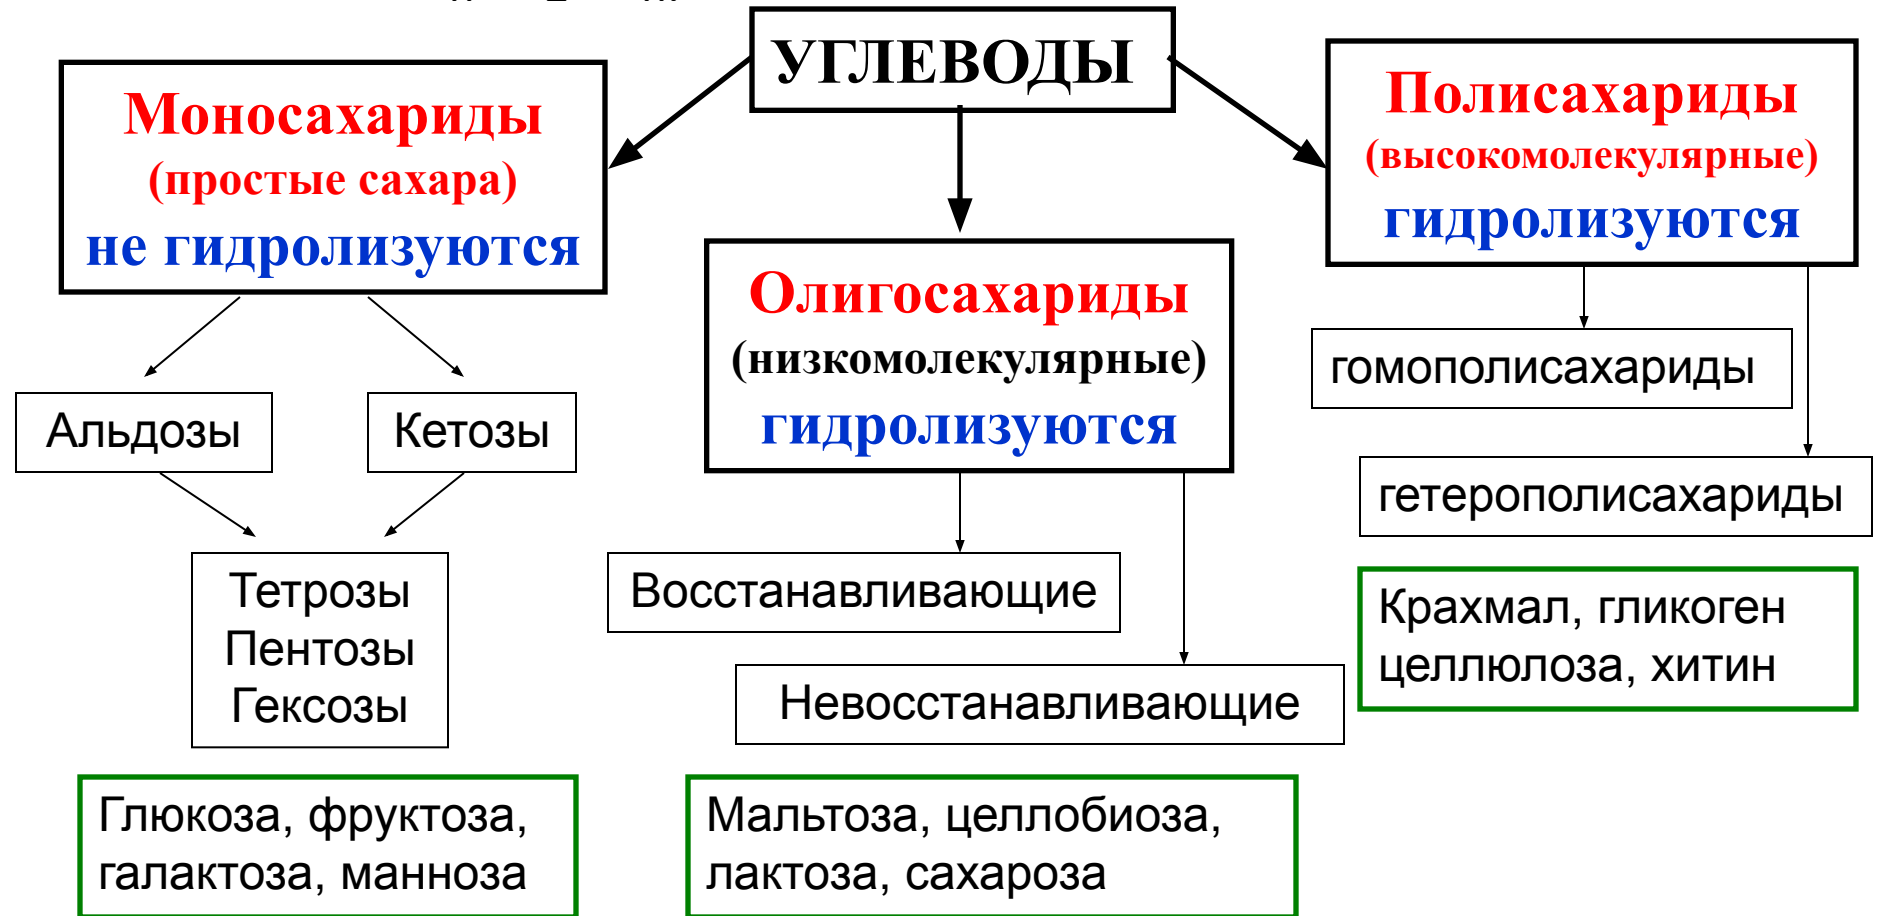 УГЛЕВОДЫ
Моносахариды
(простые сахара)
не гидролизуются
Альдозы
Кетозы
Тетрозы
Пентозы
Гексозы
Глюкоза, фруктоза,
галактоза, манноза
Олигосахариды
(низкомолекулярные)
гидролизуются
Восстанавливающие
Невосстанавливающие
Мальтоза, целлобиоза,
лактоза, сахароза
Полисахариды
(высокомолекулярные)
гидролизуются
гомополисахариды
гетерополисахариды
Крахмал, гликоген
целлюлоза, хитин